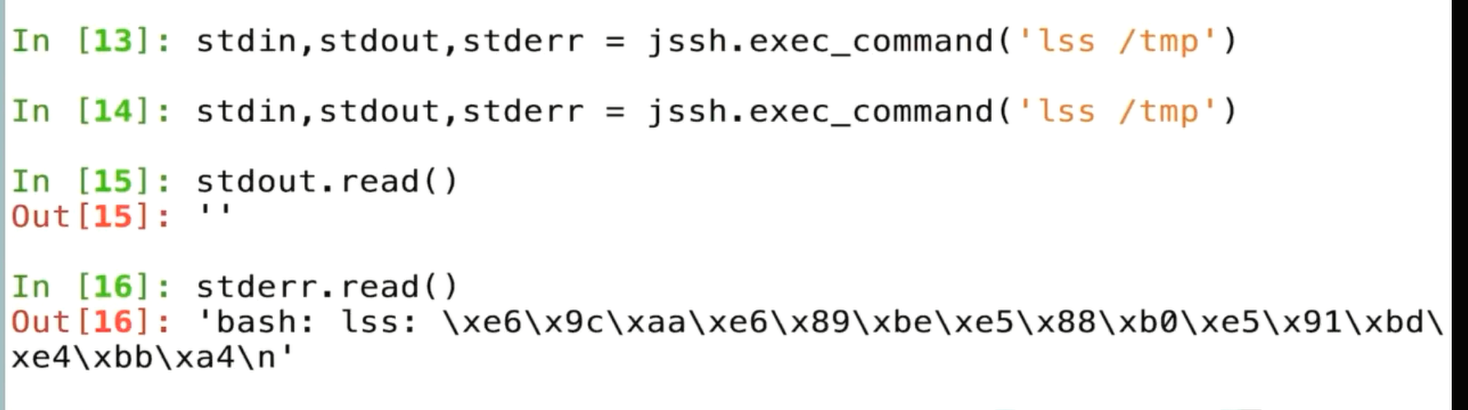 In [13]: stdin,stdout,stderr = jssh.exec_command('lss /tmp')
In [14]: stdin,stdout,stderr = jssh.exec_command('lss /tmp')
In [15]: stdout.read()
Out[15]: ''
In [16]: stderr.read()
Out[16]: 'bash: lss: \xe6\x9c\xaa\xe6\x89\xbe\xe5\x88\xb0\xe5\x91\xbd\
xe4\xbb\xa4\n'